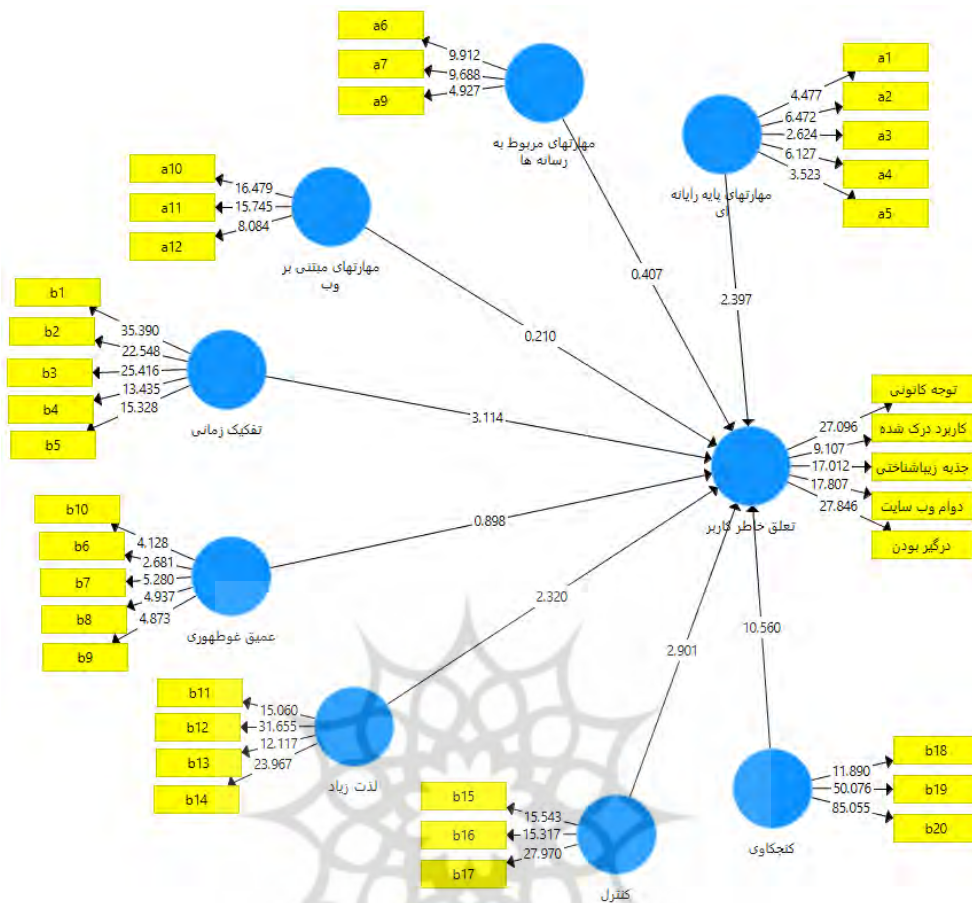 a6
a7
a9
9.912
9.688
4.927
مهارتهای مربوط به
رسانه ها
a1
a2
a3
a4
a5
4.477
6.472
2.624
6.127
3.523
مهارتهای پایه رایانه
ای
a10
a11
a12
16.479
15.745
8.084
مهارتهای مبتنی بر
وب
0.407
2.397
0.210
b1
b2
b3
b4
b5
35.390
22.548
25.416
13.435
15.328
تفکیک زمانی
3.114
توجه کانونی
کاربرد درک شده
جذبه زیباشناختی
دوام وب سایت
درگیر بودن
27.096
9.107
17.012
17.807
27.846
تعلق خاطر کاربر
b10
b6
b7
b8
b9
4.128
2.681
5.280
4.937
4.873
عمیق غوطهوری
0.898
2.320
2.901
10.560
b11
b12
b13
b14
15.060
31.655
12.117
23.967
لذت زیاد
b15
b16
b17
15.543
15.317
27.970
کنترل
b18
b19
b20
11.890
50.076
85.055
کنجکاوی